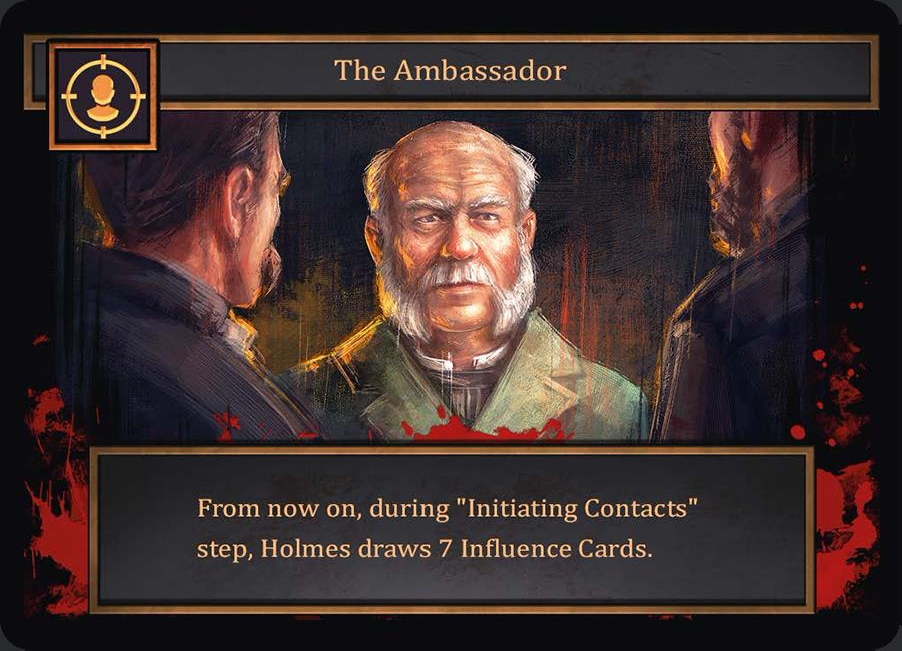 The Ambassador
From now on, during "Initiating Contacts"
step, Holmes draws 7 Influence Cards.